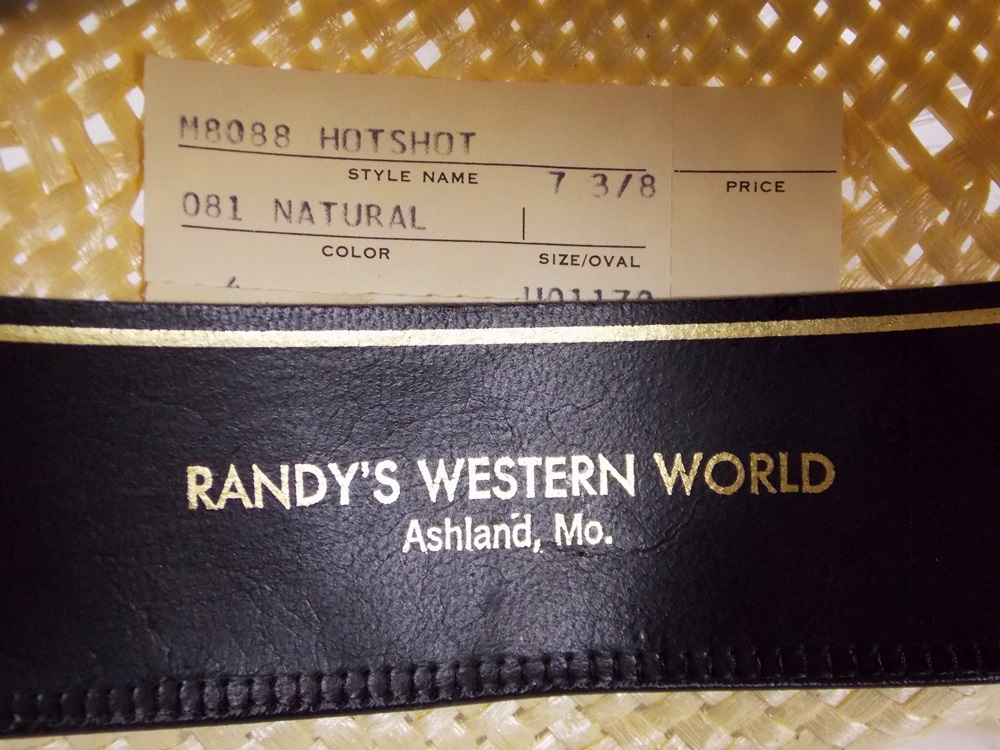 M8088 HOTSHOT
STYLE NAME
7 3/8
PRICE
081 NATURAL
COLOR
SIZE/OVAL
RANDY'S WESTERN WORLD
Ashland, Mo.